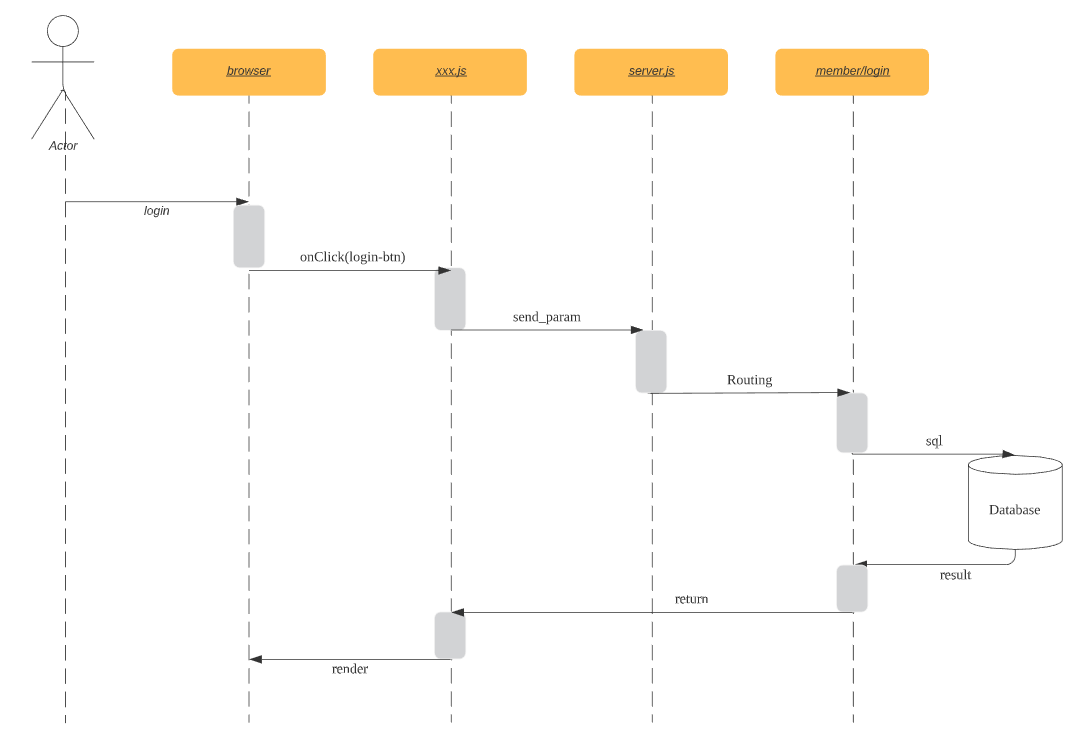 browser
xxx.js
server.js
member/login
Actor
login
onClick(login-btn)
send_param
Routing
sql
Database
result
return
render